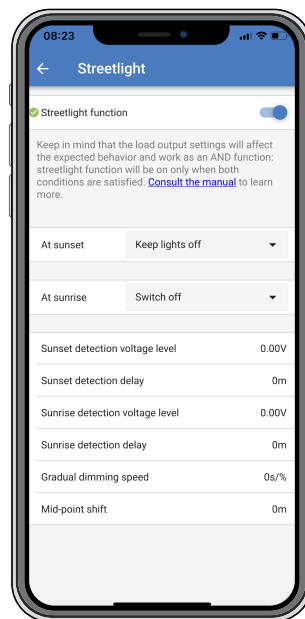 08:23
Streetlight
Streetlight function
Keep in mind that the load output settings will affect
the expected behavior and work as an AND function:
streetlight function will be on only when both
conditions are satisfied. Consult the manual to learn
more.
At sunset Keep lights off
At sunrise Switch off
Sunset detection voltage level 0.00V
Sunset detection delay 0m
Sunrise detection voltage level 0.00V
Sunrise detection delay 0m
Gradual dimming speed 0s/%
Mid-point shift 0m